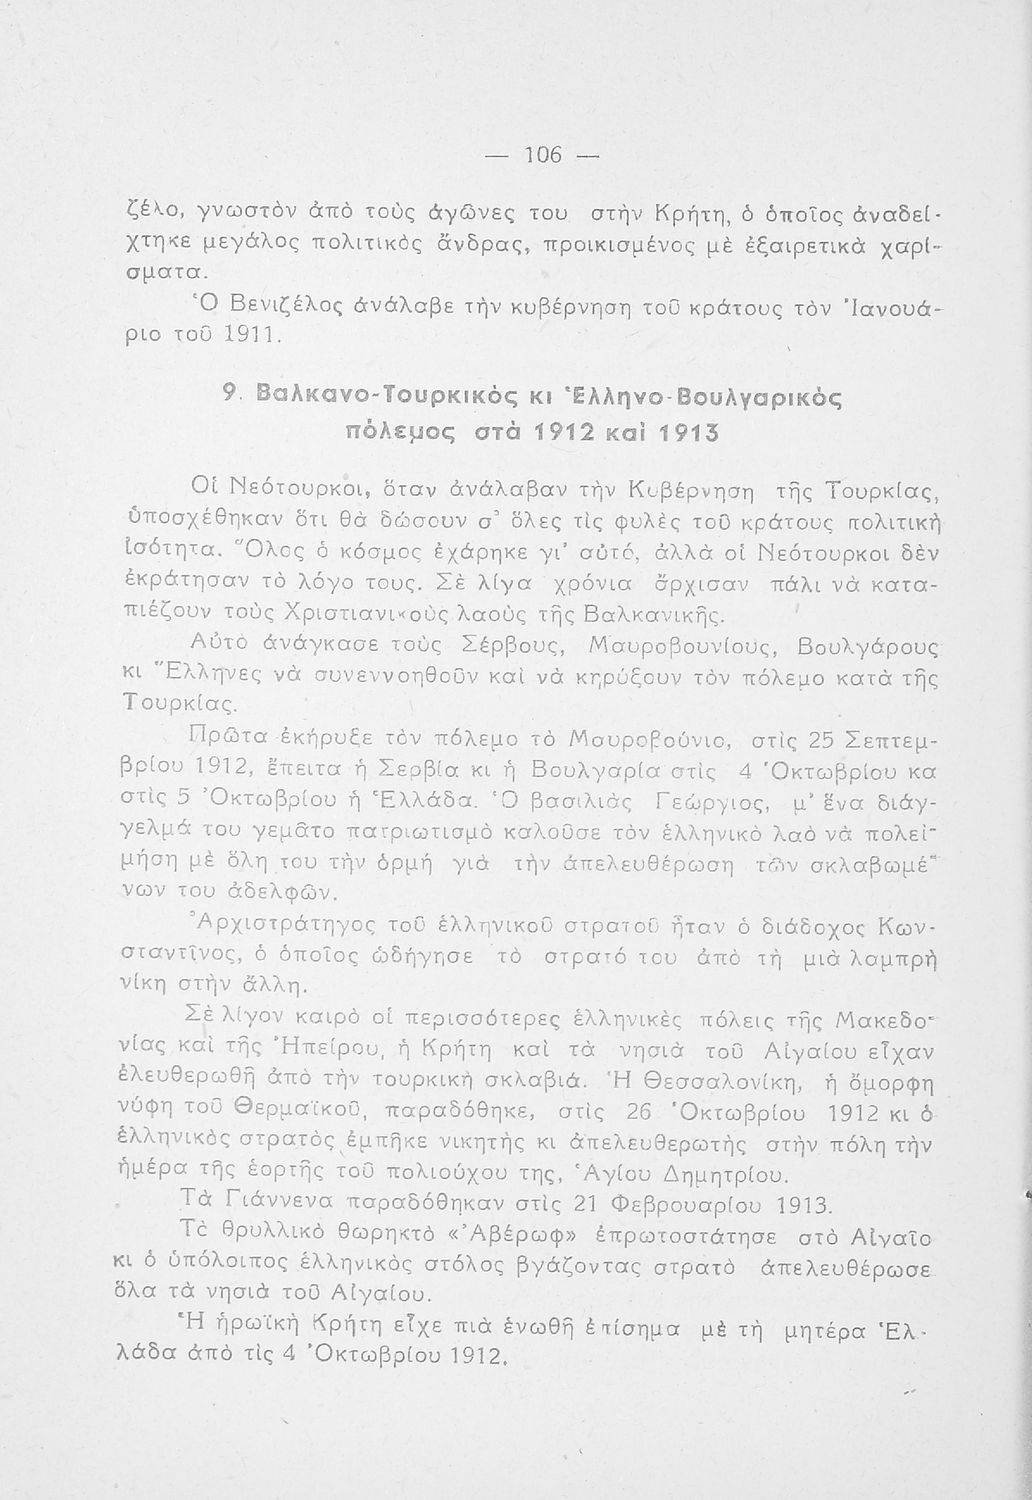 — 106 —
ζέλο, γνωστὸν ἀπὸ τοὺς ἀγῶνες του στὴν Κρήτη, ὁ ὁποῖος ἀναδεί-
χτηκε μεγάλος πολιτικὸς ἄνδρας, προικισμένος μὲ ἐξαιρετικὰ χαρί-
σματα.
Ὁ Βενιζέλος ἀνάλαβε τὴν κυβέρνηση τοῦ κράτους τὸν Ἰανουά-
ριο τοῦ 1911.
9. Βαλκανο-Τουρκικὸς κι Ἑλληνο-Βουλγαρικὸς
πόλεμος στὰ 1912 καὶ 1913
Οἱ Νεότουρκοι, ὅταν ἀνάλαβαν τὴν Κυβέρνηση τῆς Τουρκίας,
ὑποσχέθηκαν ὅτι θὰ δώσουν σ' ὅλες τὶς φυλὲς τοῦ κράτους πολιτικὴ
ἰσότητα. Ὅλος ὁ κόσμος ἐχάρηκε γι' αὐτό, ἀλλὰ οἱ Νεότουρκοι δὲν
ἐκράτησαν τὸ λόγο τους. Σὲ λίγα χρόνια ἄρχισαν πάλι νὰ κατα-
πιέζουν τοὺς Χριστιανικοὺς λαοὺς τῆς Βαλκανικῆς.
Αὐτὸ ἀνάγκασε τοὺς Σέρβους, Μαυροβουνίους, Βουλγάρους
κι Ἕλληνες νὰ συνεννοηθοῦν καὶ νὰ κηρύξουν τὸν πόλεμο κατὰ τῆς
Τουρκίας.
Πρῶτα ἐκήρυξε τὸν πόλεμο τὸ Μαυροβούνιο, στὶς 25 Σεπτεμ-
βρίου 1912, ἔπειτα ἡ Σερβία κι ἡ Βουλγαρία στὶς 4 Ὀκτωβρίου κα
στὶς 5 Ὀκτωβρίου ἡ Ἑλλάδα. Ὁ βασιλιὰς Γεώργιος, μ' ἕνα διάγ-
γελμά του γεμᾶτο πατριωτισμὸ καλοῦσε τὸν ἑλληνικὸ λαὸ νὰ πολεί-
μήση μὲ ὅλη του τὴν ὁρμή γιὰ τὴν ἀπελευθέρωση τῶν σκλαβωμέ-
νων του ἀδελφῶν.
Ἀρχιστράτηγος τοῦ ἑλληνικοῦ στρατοῦ ἦταν ὁ διάδοχος Κων-
σταντῖνος, ὁ ὁποῖος ὡδήγησε τὸ στρατό του ἀπὸ τὴ μιὰ λαμπρὴ
νίκη στὴν ἄλλη.
Σὲ λίγον καιρὸ οἱ περισσότερες ἑλληνικὲς πόλεις τῆς Μακεδο-
νίας καὶ τῆς Ἠπείρου, ἡ Κρήτη καὶ τὰ νησιὰ τοῦ Αἰγαίου εἶχαν
ἐλευθερωθῆ ἀπὸ τὴν τουρκικὴ σκλαβιά. Ἡ Θεσσαλονίκη, ἡ ὄμορφη
νύφη τοῦ Θερμαϊκοῦ, παραδόθηκε, στὶς 26 Ὀκτωβρίου 1912 κι ὁ
ἑλληνικὸς στρατὸς ἐμπῆκε νικητὴς κι ἀπελευθερωτὴς στὴν πόλη τὴν
ἡμέρα τῆς ἑορτῆς τοῦ πολιούχου της, Ἁγίου Δημητρίου.
Τὰ Γιάννενα παραδόθηκαν στὶς 21 Φεβρουαρίου 1913.
Τὸ θρυλλικὸ θωρηκτὸ «Ἀβέρωφ» ἐπρωτοστάτησε στὸ Αἰγαῖο
κι ὁ ὑπόλοιπος ἑλληνικὸς στόλος βγάζοντας στρατὸ ἀπελευθέρωσε
ὅλα τὰ νησιὰ τοῦ Αἰγαίου.
Ἡ ἡρωϊκὴ Κρήτη εἶχε πιὰ ἑνωθῆ ἐπίσημα μὲ τὴ μητέρα Ἑλ-
λάδα ἀπὸ τὶς 4 Ὀκτωβρίου 1912.